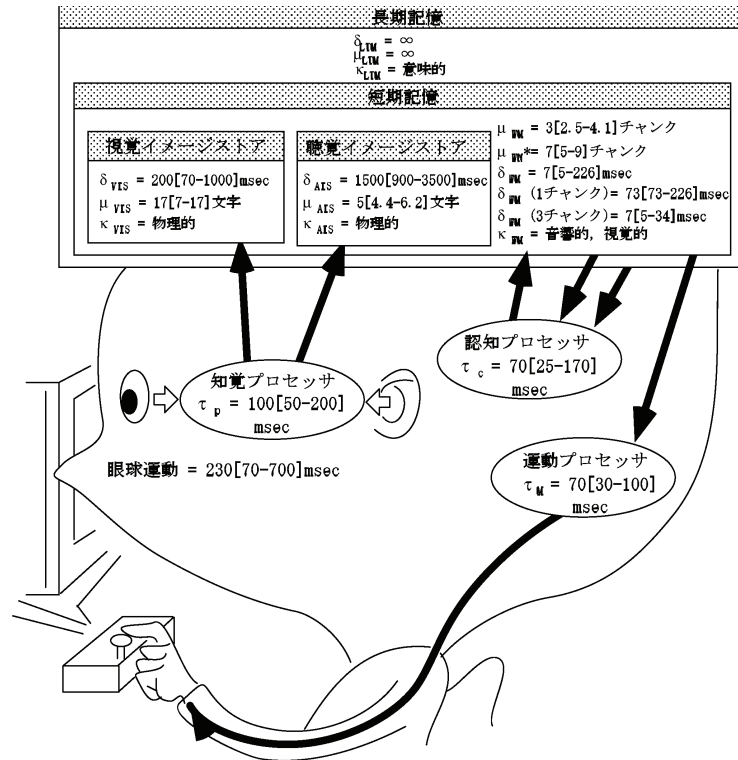 長期記憶
δLTM = ∞
μLTM = ∞
κLTM = 意味的
短期記憶
視覚イメージストア
δVIS = 200[70-1000]msec
μVIS = 17[7-17]文字
κVIS = 物理的
聴覚イメージストア
δAIS = 1500[900-3500]msec
μAIS = 5[4.4-6.2]文字
κAIS = 物理的
μWM = 3[2.5-4.1]チャンク
μWM*= 7[5-9]チャンク
δWM = 7[5-226]msec
δWM (1チャンク)= 73[73-226]msec
δWM (3チャンク)= 7[5-34]msec
κWM = 音響的, 視覚的
認知プロセッサ
τc = 70[25-170]
msec
知覚プロセッサ
τp = 100[50-200]
msec
眼球運動 = 230[70-700]msec
運動プロセッサ
τM = 70[30-100]
msec